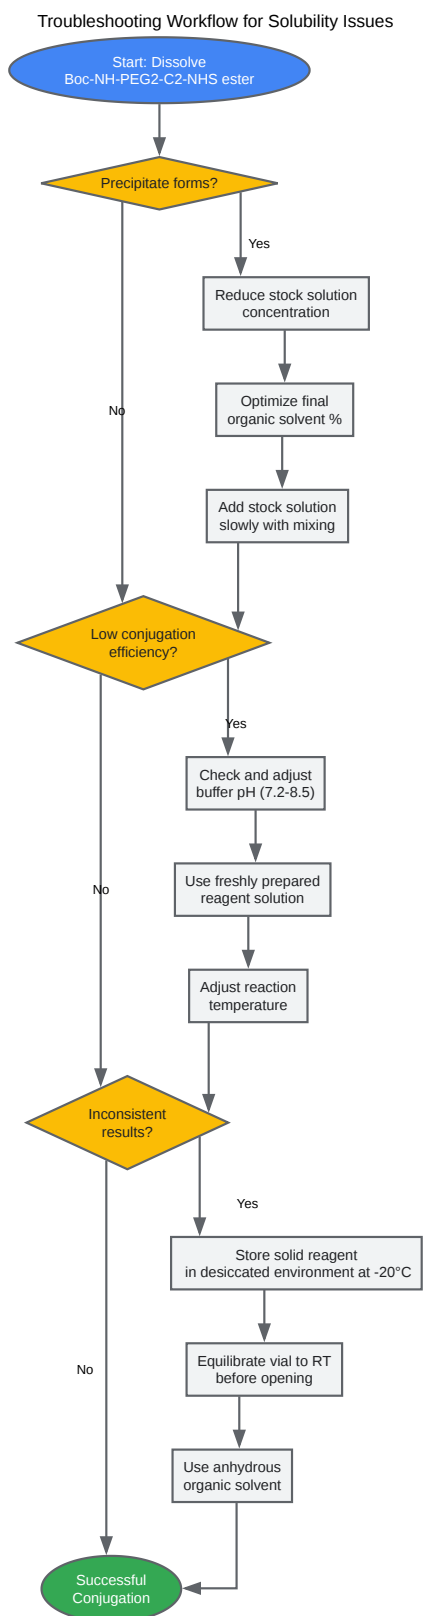 Troubleshooting Workflow for Solubility Issues
Start: Dissolve
Boc-NH-PEG2-C2-NHS ester
Precipitate forms?
Yes
Reduce stock solution
concentration
Optimize final
organic solvent %
No
Add stock solution
slowly with mixing
Low conjugation
efficiency?
Yes
Check and adjust
buffer pH (7.2-8.5)
Use freshly prepared
reagent solution
No
Adjust reaction
temperature
Inconsistent
results?
Yes
Store solid reagent
in desiccated environment at -20°C
Equilibrate vial to RT
before opening
No
Use anhydrous
organic solvent
Successful
Conjugation